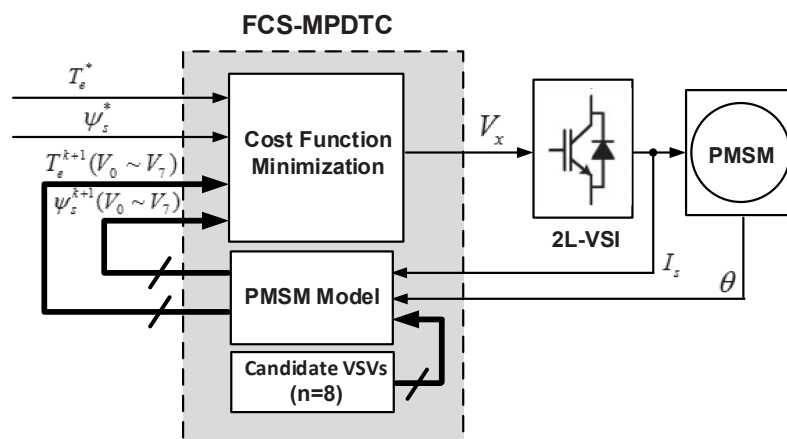 FCS-MPDTC
T_e^*
ψ_s^*
T_e^{k+1}(V_0 ~ V_7)
ψ_s^{k+1}(V_0 ~ V_7)
Cost Function
Minimization
V_x
2L-VSI
PMSM
I_s
θ
PMSM Model
Candidate VSVs
(n=8)